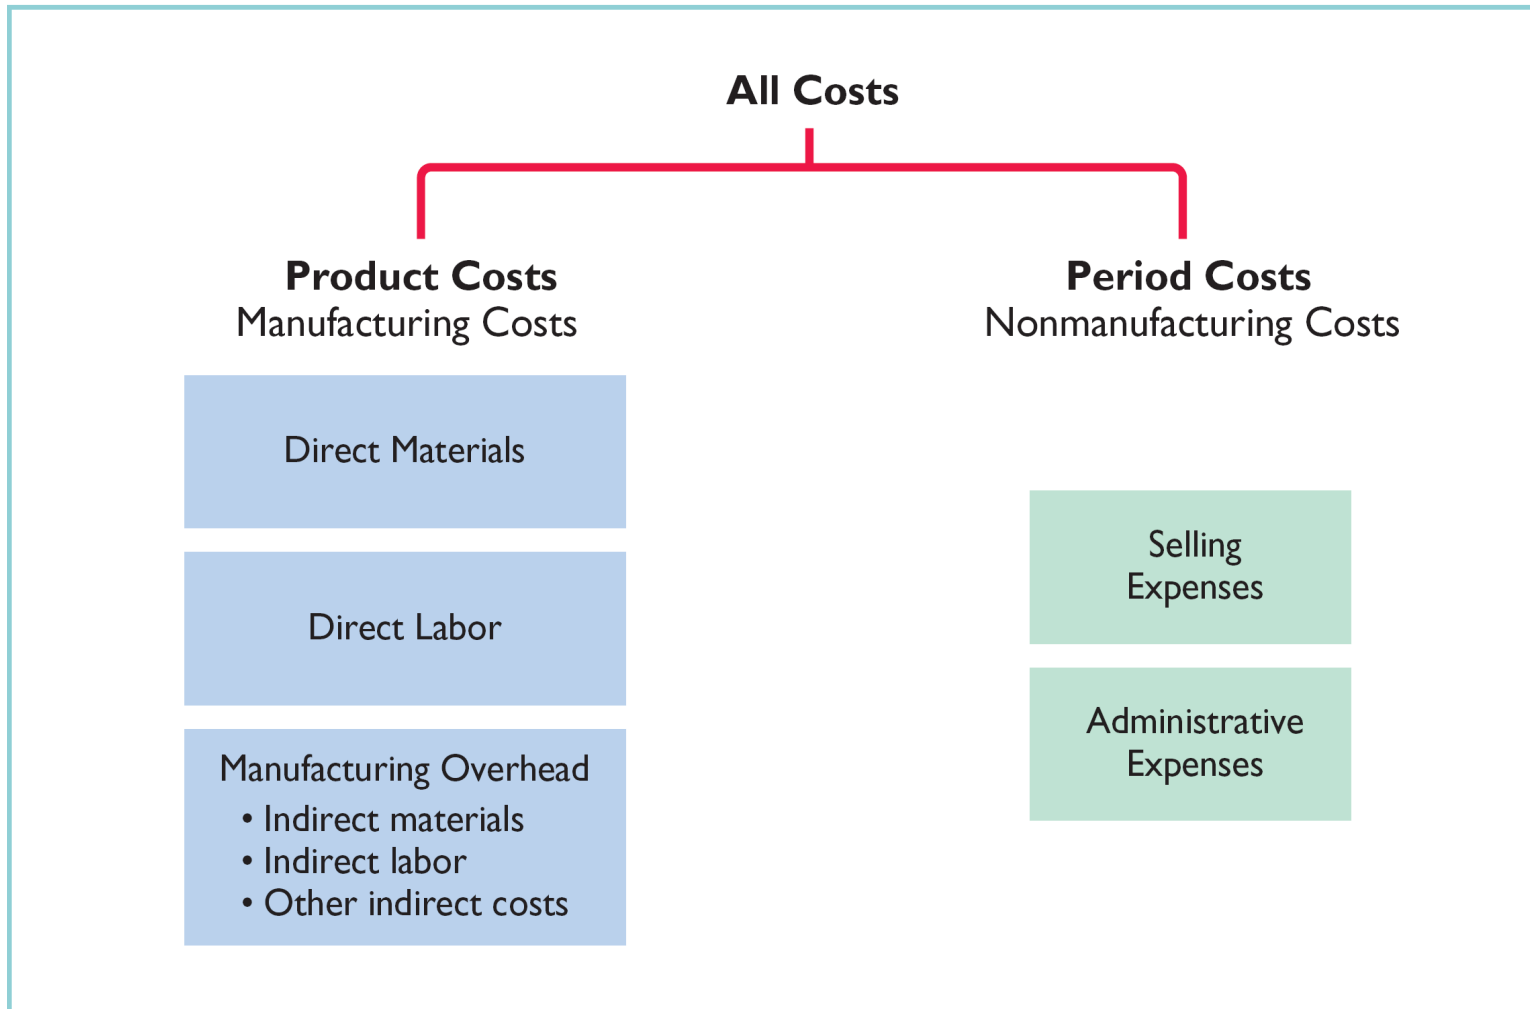 All Costs
Product Costs
Manufacturing Costs
Direct Materials
Direct Labor
Manufacturing Overhead
• Indirect materials
• Indirect labor
• Other indirect costs
Period Costs
Nonmanufacturing Costs
Selling
Expenses
Administrative
Expenses